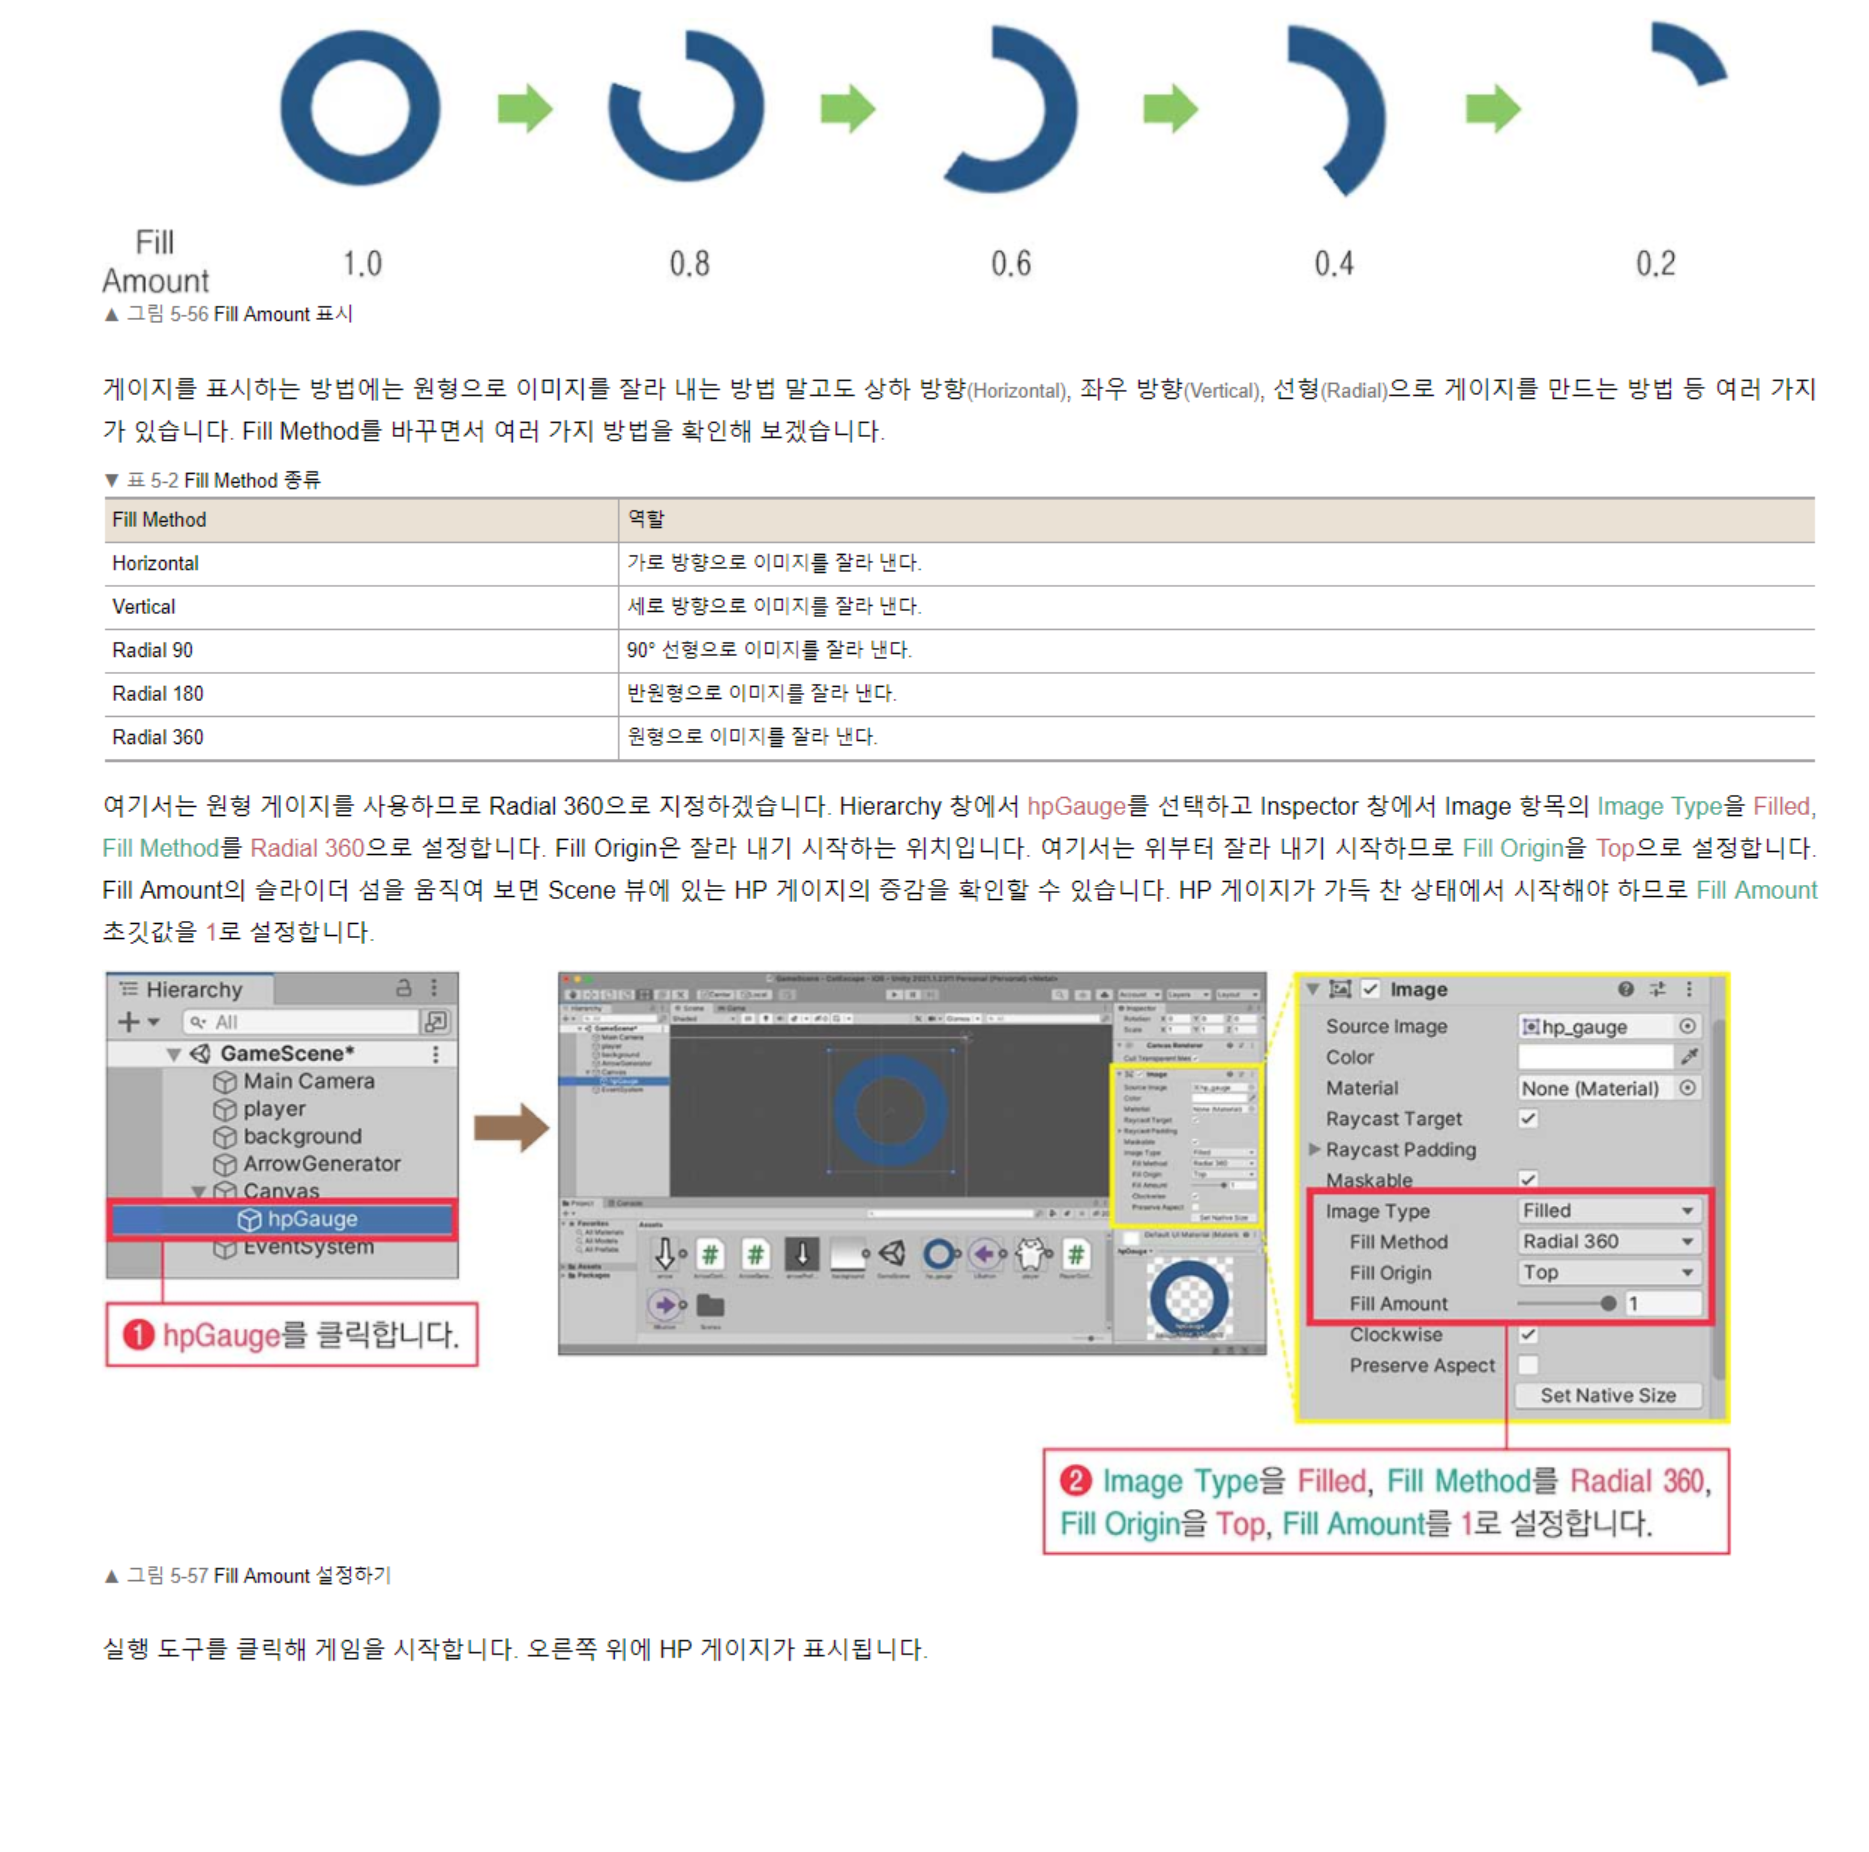 Fill
Amount
1.0
0.8
0.6
0.4
0.2
▲ 그림 5-56 Fill Amount 표시
게이지를 표시하는 방법에는 원형으로 이미지를 잘라 내는 방법 말고도 상하 방향(Horizontal), 좌우 방향(Vertical), 선형(Radial)으로 게이지를 만드는 방법 등 여러 가지
가 있습니다. Fill Method를 바꾸면서 여러 가지 방법을 확인해 보겠습니다.
▼ 표 5-2 Fill Method 종류
Fill Method 역할
Horizontal 가로 방향으로 이미지를 잘라 낸다.
Vertical 세로 방향으로 이미지를 잘라 낸다.
Radial 90 90° 선형으로 이미지를 잘라 낸다.
Radial 180 반원형으로 이미지를 잘라 낸다.
Radial 360 원형으로 이미지를 잘라 낸다.
여기서는 원형 게이지를 사용하므로 Radial 360으로 지정하겠습니다. Hierarchy 창에서 hpGauge를 선택하고 Inspector 창에서 Image 항목의 Image Type을 Filled,
Fill Method를 Radial 360으로 설정합니다. Fill Origin은 잘라 내기 시작하는 위치입니다. 여기서는 위부터 잘라 내기 시작하므로 Fill Origin을 Top으로 설정합니다.
Fill Amount의 슬라이더 섬을 움직여 보면 Scene 뷰에 있는 HP 게이지의 증감을 확인할 수 있습니다. HP 게이지가 가득 찬 상태에서 시작해야 하므로 Fill Amount
초깃값을 1로 설정합니다.
Hierarchy
All
GameScene*
Main Camera
player
background
ArrowGenerator
Canvas
hpGauge
EventSystem
❶ hpGauge를 클릭합니다.
Image
Source Image hp_gauge
Color
Material None (Material)
Raycast Target
Raycast Padding
Maskable
Image Type Filled
Fill Method Radial 360
Fill Origin Top
Fill Amount 1
Clockwise
Preserve Aspect
Set Native Size
❷ Image Type을 Filled, Fill Method를 Radial 360,
Fill Origin을 Top, Fill Amount를 1로 설정합니다.
▲ 그림 5-57 Fill Amount 설정하기
실행 도구를 클릭해 게임을 시작합니다. 오른쪽 위에 HP 게이지가 표시됩니다.